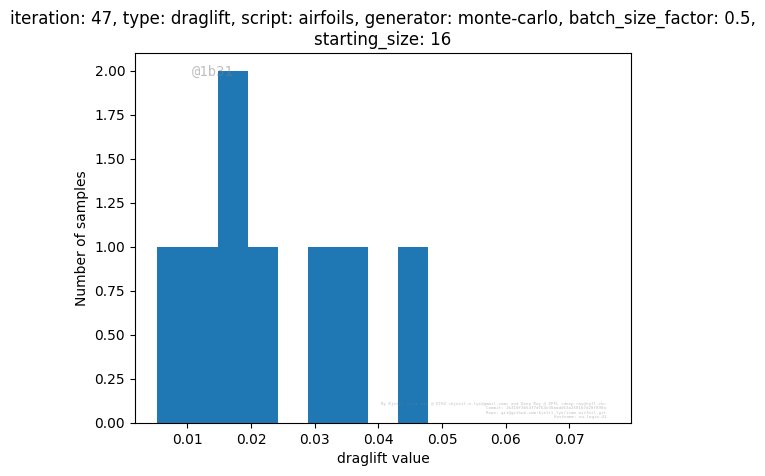 iteration: 47, type: draglift, script: airfoils, generator: monte-carlo, batch_size_factor: 0.5,
starting_size: 16
@1b31
2.00
1.75
1.50
1.25
1.00
0.75
0.50
0.25
0.00
Number of samples
0.01 0.02 0.03 0.04 0.05 0.06 0.07
draglift value